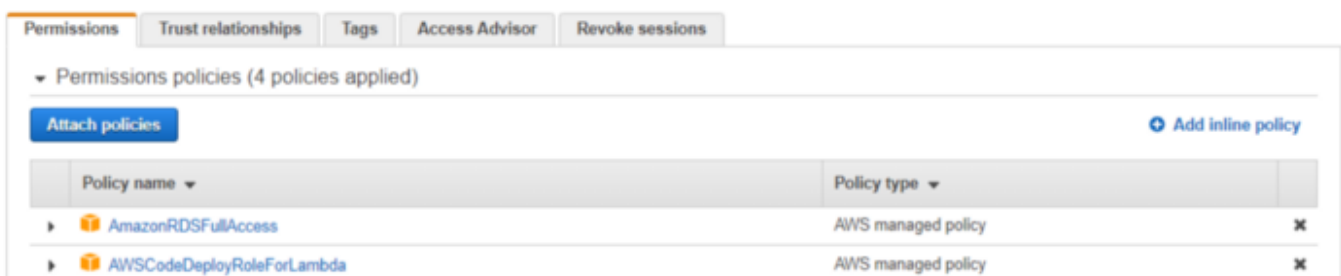 Permissions Trust relationships Tags Access Advisor Revoke sessions
Permissions policies (4 policies applied)
Attach policies Add inline policy
Policy name Policy type
AmazonRDSFullAccess AWS managed policy
AWSCodeDeployRoleForLambda AWS managed policy